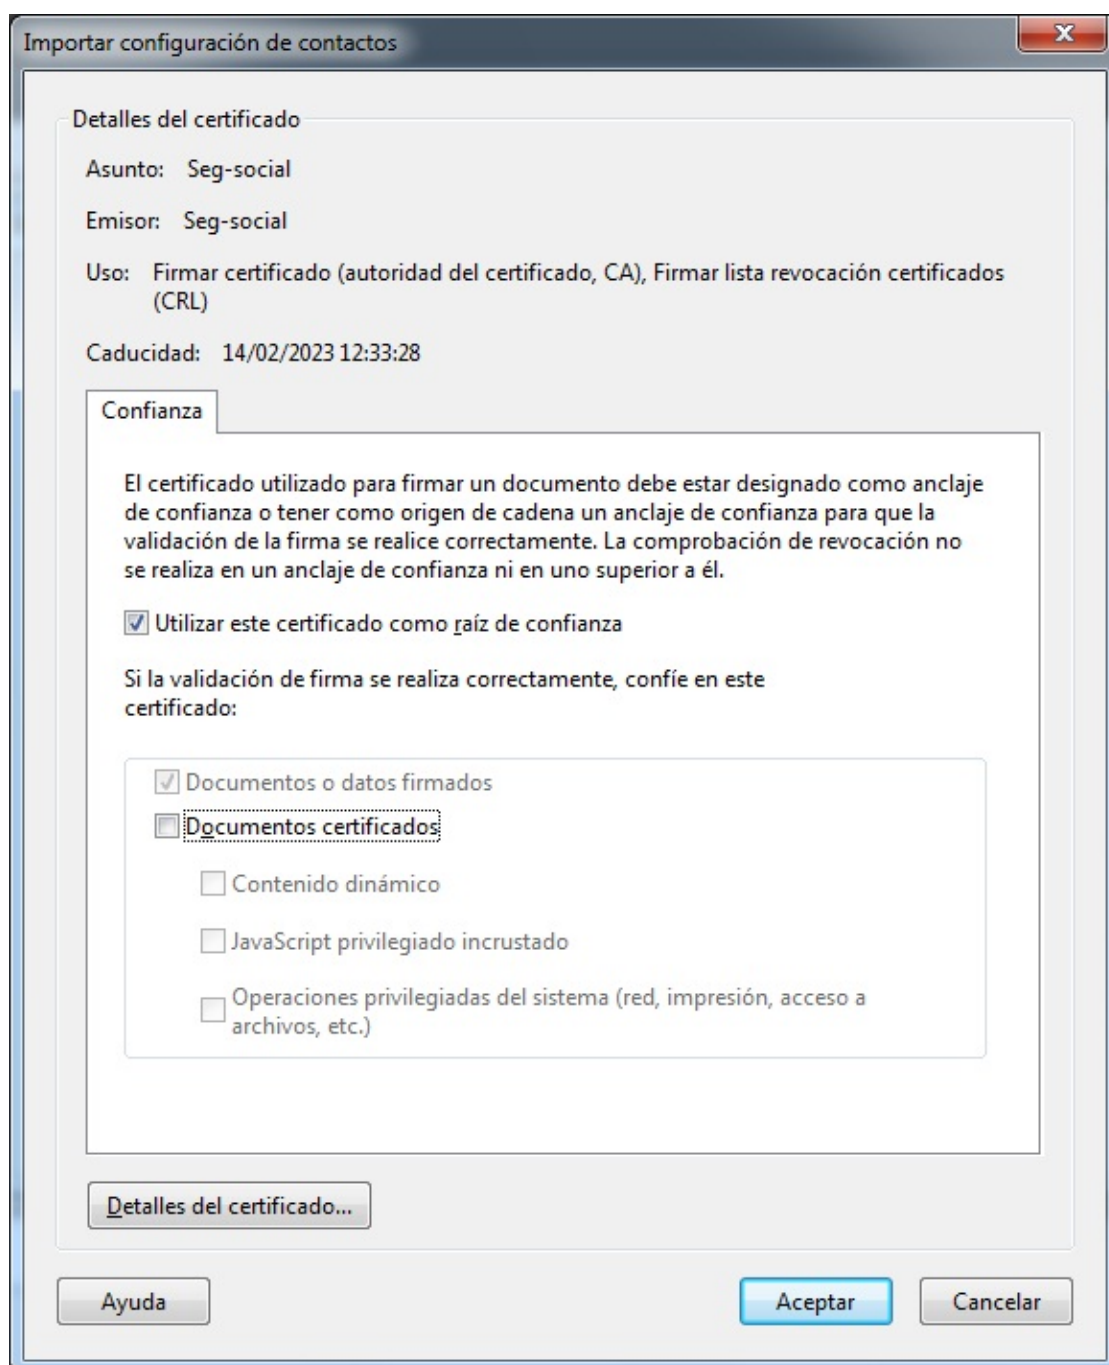 Importar configuración de contactos
Detalles del certificado
Asunto: Seg-social
Emisor: Seg-social
Uso: Firmar certificado (autoridad del certificado, CA), Firmar lista revocación certificados
(CRL)
Caducidad: 14/02/2023 12:33:28
Confianza
El certificado utilizado para firmar un documento debe estar designado como anclaje
de confianza o tener como origen de cadena un anclaje de confianza para que la
validación de la firma se realice correctamente. La comprobación de revocación no
se realiza en un anclaje de confianza ni en uno superior a él.
Utilizar este certificado como raíz de confianza
Si la validación de firma se realiza correctamente, confíe en este
certificado:
Documentos o datos firmados
Documentos certificados
Contenido dinámico
JavaScript privilegiado incrustado
Operaciones privilegiadas del sistema (red, impresión, acceso a
archivos, etc.)
Detalles del certificado...
Ayuda
Aceptar
Cancelar